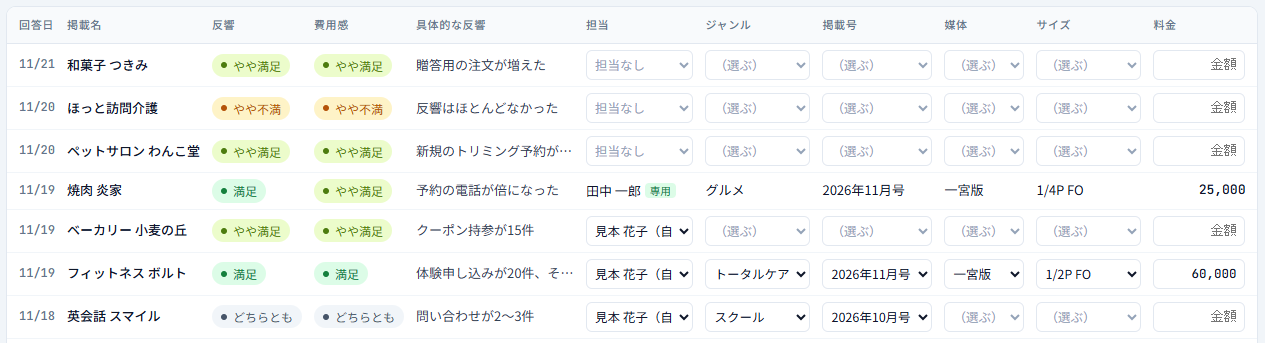 回答日 掲載名 反響 費用感 具体的な反響 担当 ジャンル 掲載号 媒体 サイズ 料金
11/21 和菓子 つきみ やや満足 やや満足 贈答用の注文が増えた 担当なし （選ぶ） （選ぶ） （選ぶ） （選ぶ） 金額
11/20 ほっと訪問介護 やや不満 やや不満 反響はほとんどなかった 担当なし （選ぶ） （選ぶ） （選ぶ） （選ぶ） 金額
11/20 ペットサロン わんこ堂 やや満足 やや満足 新規のトリミング予約が… 担当なし （選ぶ） （選ぶ） （選ぶ） （選ぶ） 金額
11/19 焼肉 炎家 満足 やや満足 予約の電話が倍になった 田中 一郎 専用 グルメ 2026年11月号 一宮版 1/4P FO 25,000
11/19 ベーカリー 小麦の丘 やや満足 やや満足 クーポン持参が15件 見本 花子（自 （選ぶ） （選ぶ） （選ぶ） （選ぶ） 金額
11/19 フィットネス ボルト 満足 満足 体験申し込みが20件、そ… 見本 花子（自 トータルケア 2026年11月号 一宮版 1/2P FO 60,000
11/18 英会話 スマイル どちらとも どちらとも 問い合わせが2〜3件 見本 花子（自 スクール 2026年10月号 （選ぶ） （選ぶ） 金額